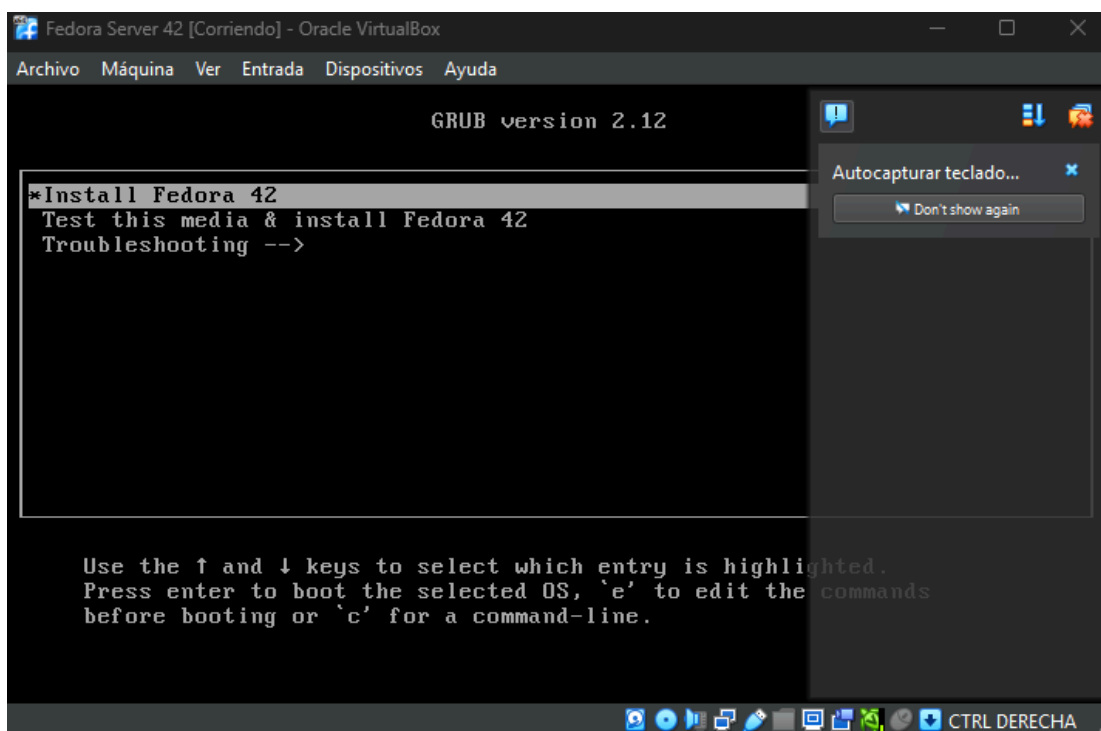 Fedora Server 42 [Corriendo] - Oracle VirtualBox
Archivo Máquina Ver Entrada Dispositivos Ayuda
GRUB version 2.12
Autocapturar teclado...
Don't show again
*Install Fedora 42
Test this media & install Fedora 42
Troubleshooting -->
Use the ↑ and ↓ keys to select which entry is highlighted.
Press enter to boot the selected OS, `e' to edit the commands
before booting or `c' for a command-line.
CTRL DERECHA